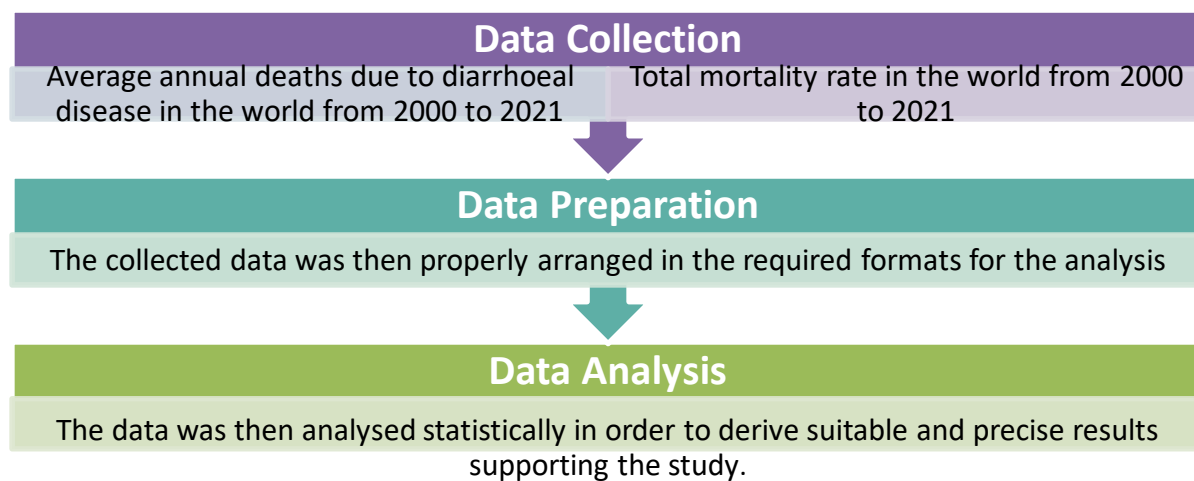 Data Collection
Average annual deaths due to diarrhoeal
disease in the world from 2000 to 2021
Total mortality rate in the world from 2000
to 2021
Data Preparation
The collected data was then properly arranged in the required formats for the analysis
Data Analysis
The data was then analysed statistically in order to derive suitable and precise results
supporting the study.